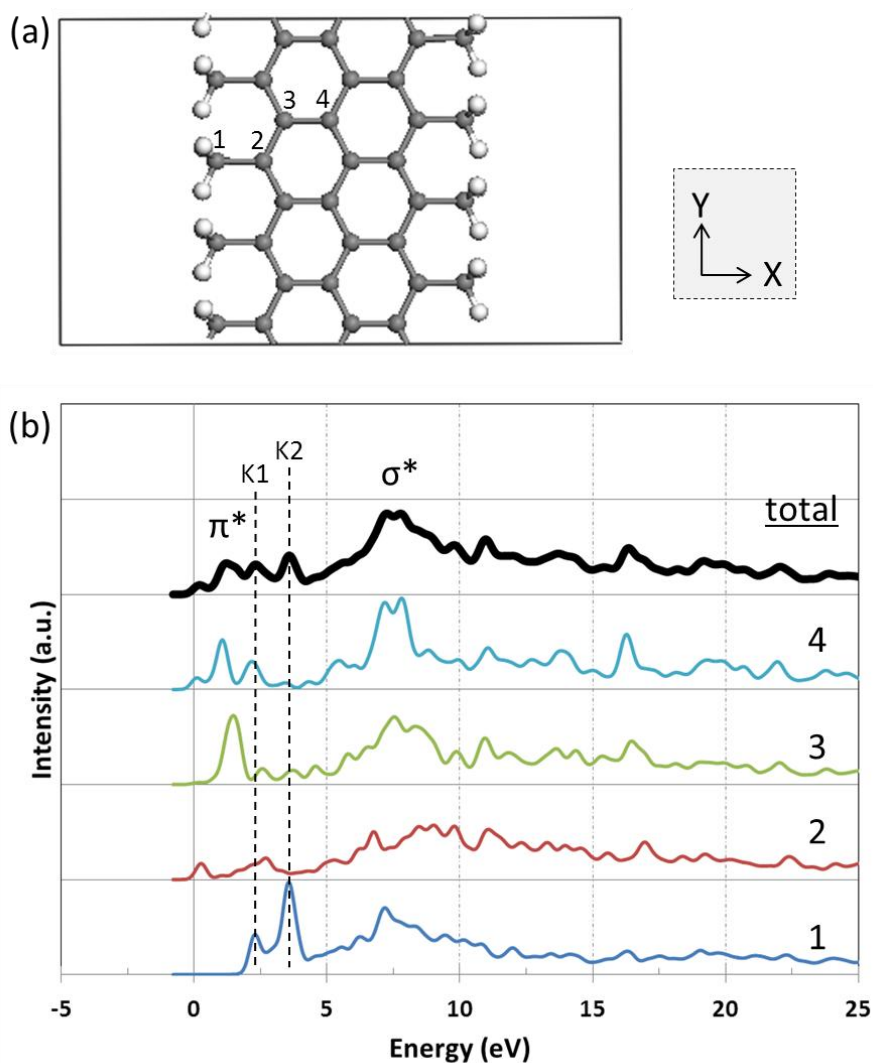 (a)
3 4
1 2
Y
X
(b)
K1
K2
σ*
π*
total
4
3
2
1
Intensity (a.u.)
-5 0 5 10 15 20 25
Energy (eV)